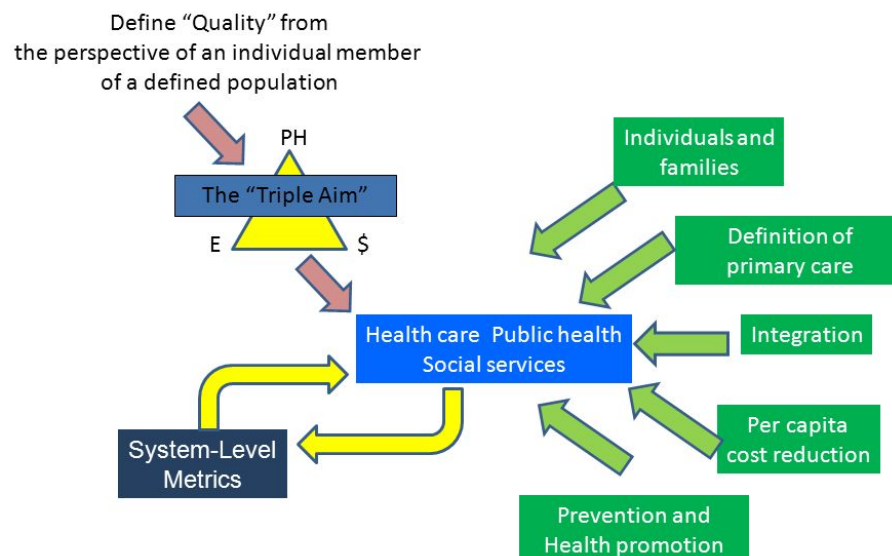 Define “Quality” from
the perspective of an individual member
of a defined population
PH
The “Triple Aim”
E
$
Individuals and
families
Definition of
primary care
Integration
Health care  Public health
Social services
Per capita
cost reduction
System-Level
Metrics
Prevention and
Health promotion